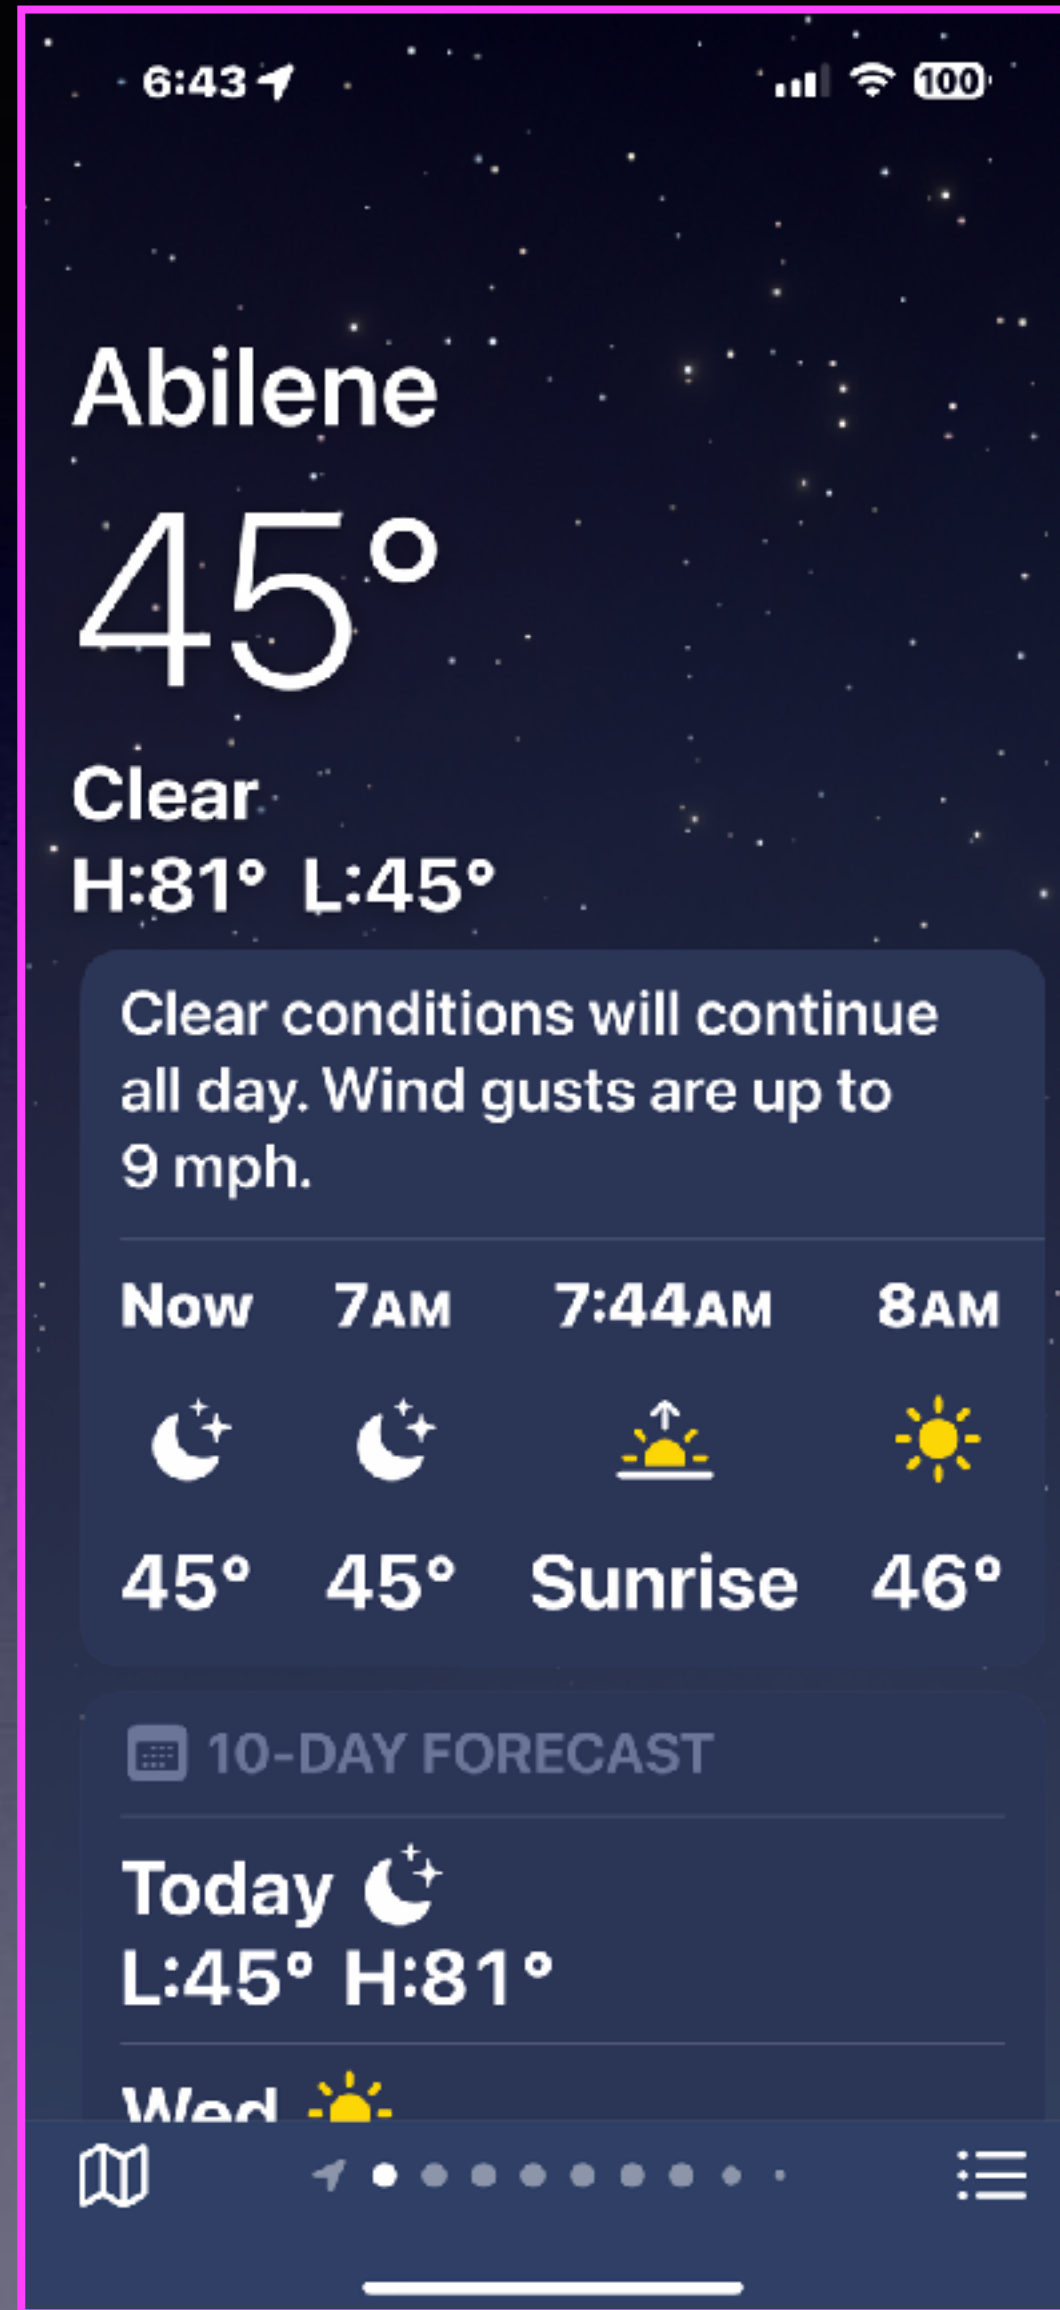 6:43 100
Abilene
45°
Clear
H:81° L:45°
Clear conditions will continue
all day. Wind gusts are up to
9 mph.
Now 7AM 7:44AM 8AM
45° 45° Sunrise 46°
10-DAY FORECAST
Today
L:45° H:81°
Wed